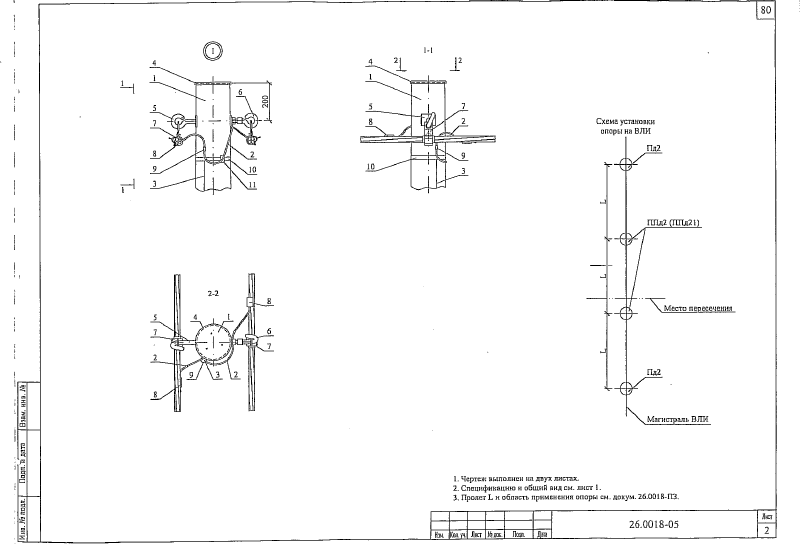 80
I
4
1
1
5
7
8
9
3
1
6
200
2
10
11
1-1
4
2
2
1
5
8
7
2
9
10
3
Схема установки
опоры на ВЛИ
Пд2
L
ППд2 (ППд21)
L
Место пересечения
L
Пд2
Магистраль ВЛИ
2-2
8
4
1
5
7
6
7
2
9
3
2
8
1. Чертеж выполнен на двух листах.
2. Спецификацию и общий вид см. лист 1.
3. Пролет L и область применения опоры см. докум. 26.0018-ПЗ.
Взам. инв. №
Подп. и дата
Инв. № подл.
Изм. Кол. уч. Лист № док. Подп. Дата
26.0018-05
Лист
2